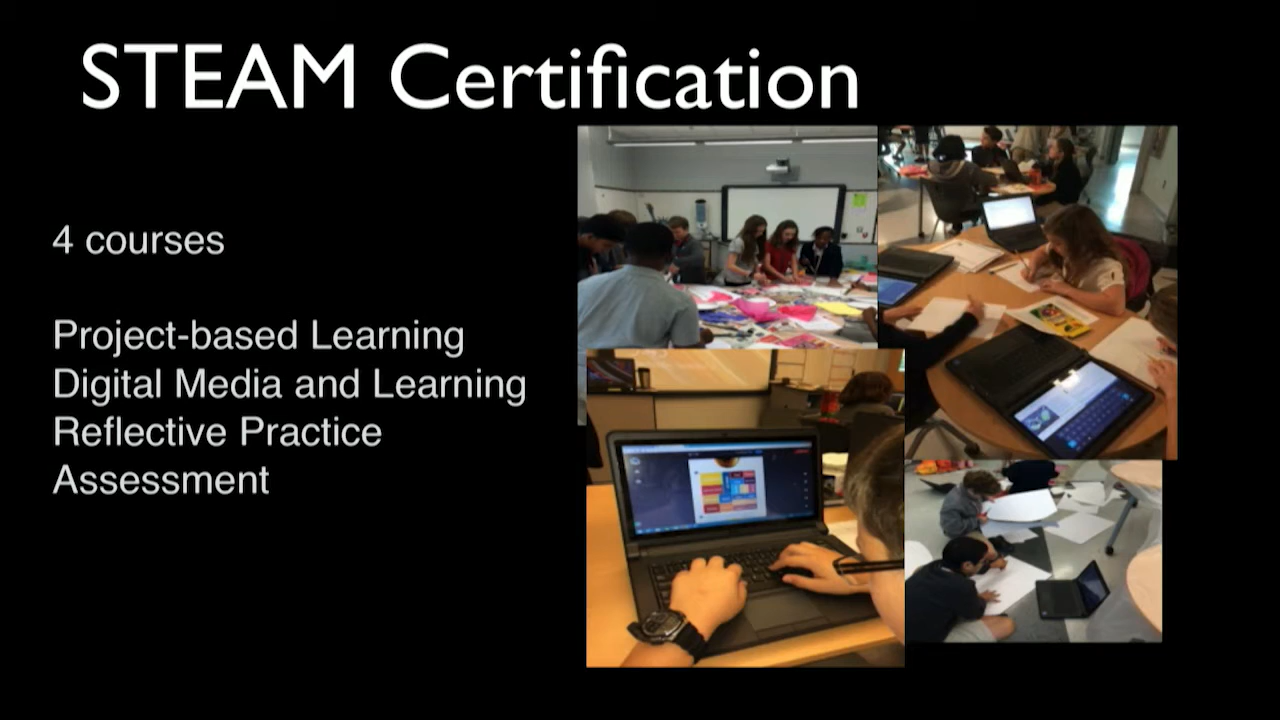 STEAM Certification
4 courses
Project-based Learning
Digital Media and Learning
Reflective Practice
Assessment